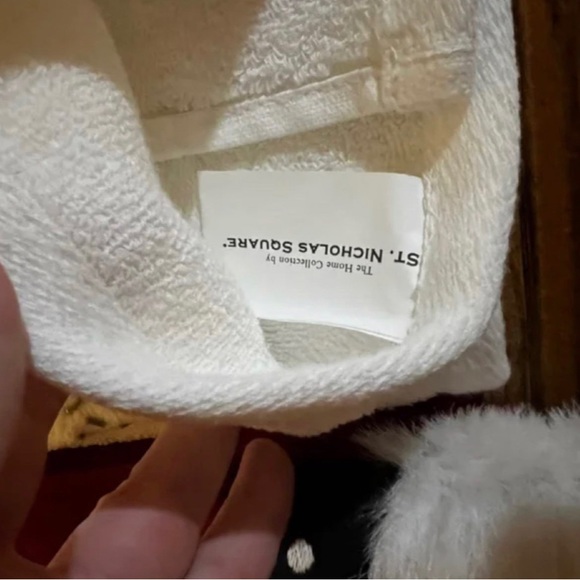 The Home Collection by
ST. NICHOLAS SQUARE®